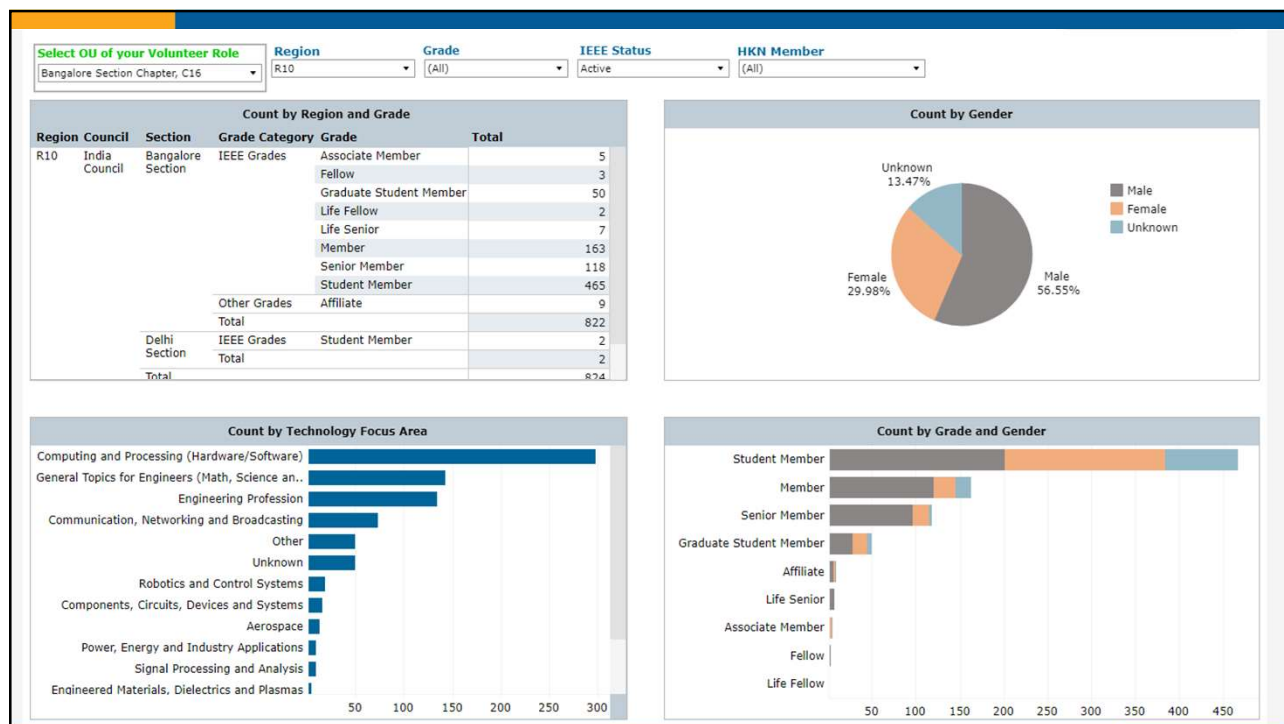 Select OU of your Volunteer Role
Bangalore Section Chapter, C16
Region
R10
Grade
(All)
IEEE Status
Active
HKN Member
(All)
Count by Region and Grade
Region Council Section Grade Category Grade Total
R10 India Council Bangalore Section IEEE Grades Associate Member 5
Fellow 3
Graduate Student Member 50
Life Fellow 2
Life Senior 7
Member 163
Senior Member 118
Student Member 465
Other Grades Affiliate 9
Total 822
Delhi Section IEEE Grades Student Member 2
Total 2
Total 824
Count by Gender
Unknown
13.47%
Female
29.98%
Male
56.55%
Male
Female
Unknown
Count by Technology Focus Area
Computing and Processing (Hardware/Software)
General Topics for Engineers (Math, Science an..
Engineering Profession
Communication, Networking and Broadcasting
Other
Unknown
Robotics and Control Systems
Components, Circuits, Devices and Systems
Aerospace
Power, Energy and Industry Applications
Signal Processing and Analysis
Engineered Materials, Dielectrics and Plasmas
50 100 150 200 250 300
Count by Grade and Gender
Student Member
Member
Senior Member
Graduate Student Member
Affiliate
Life Senior
Associate Member
Fellow
Life Fellow
50 100 150 200 250 300 350 400 450